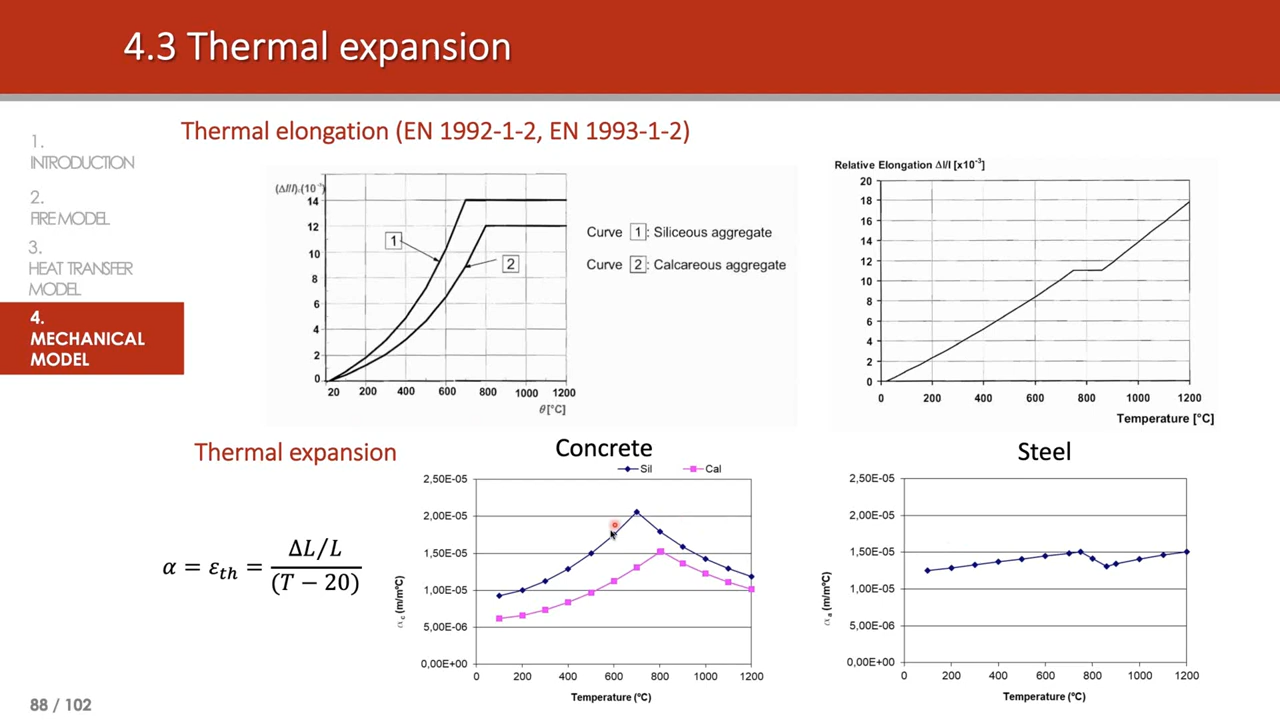 4.3 Thermal expansion
1.
INTRODUCTION
2.
FIRE MODEL
3.
HEAT TRANSFER
MODEL
4.
MECHANICAL
MODEL
Thermal elongation (EN 1992-1-2, EN 1993-1-2)
(Δl/l).(10⁻³)
14
12
10
8
6
4
2
0
20 200 400 600 800 1000 1200
θ [°C]
1
2
Curve 1 : Siliceous aggregate
Curve 2 : Calcareous aggregate
Relative Elongation Δl/l [x10⁻³]
20
18
16
14
12
10
8
6
4
2
0
0 200 400 600 800 1000 1200
Temperature [°C]
Thermal expansion
α = ε_th = ΔL/L / (T − 20)
Concrete
Sil Cal
2,50E-05
2,00E-05
1,50E-05
1,00E-05
5,00E-06
0,00E+00
α c (m/mºC)
0 200 400 600 800 1000 1200
Temperature (ºC)
Steel
2,50E-05
2,00E-05
1,50E-05
1,00E-05
5,00E-06
0,00E+00
α a (m/mºC)
0 200 400 600 800 1000 1200
Temperature (ºC)
88 / 102